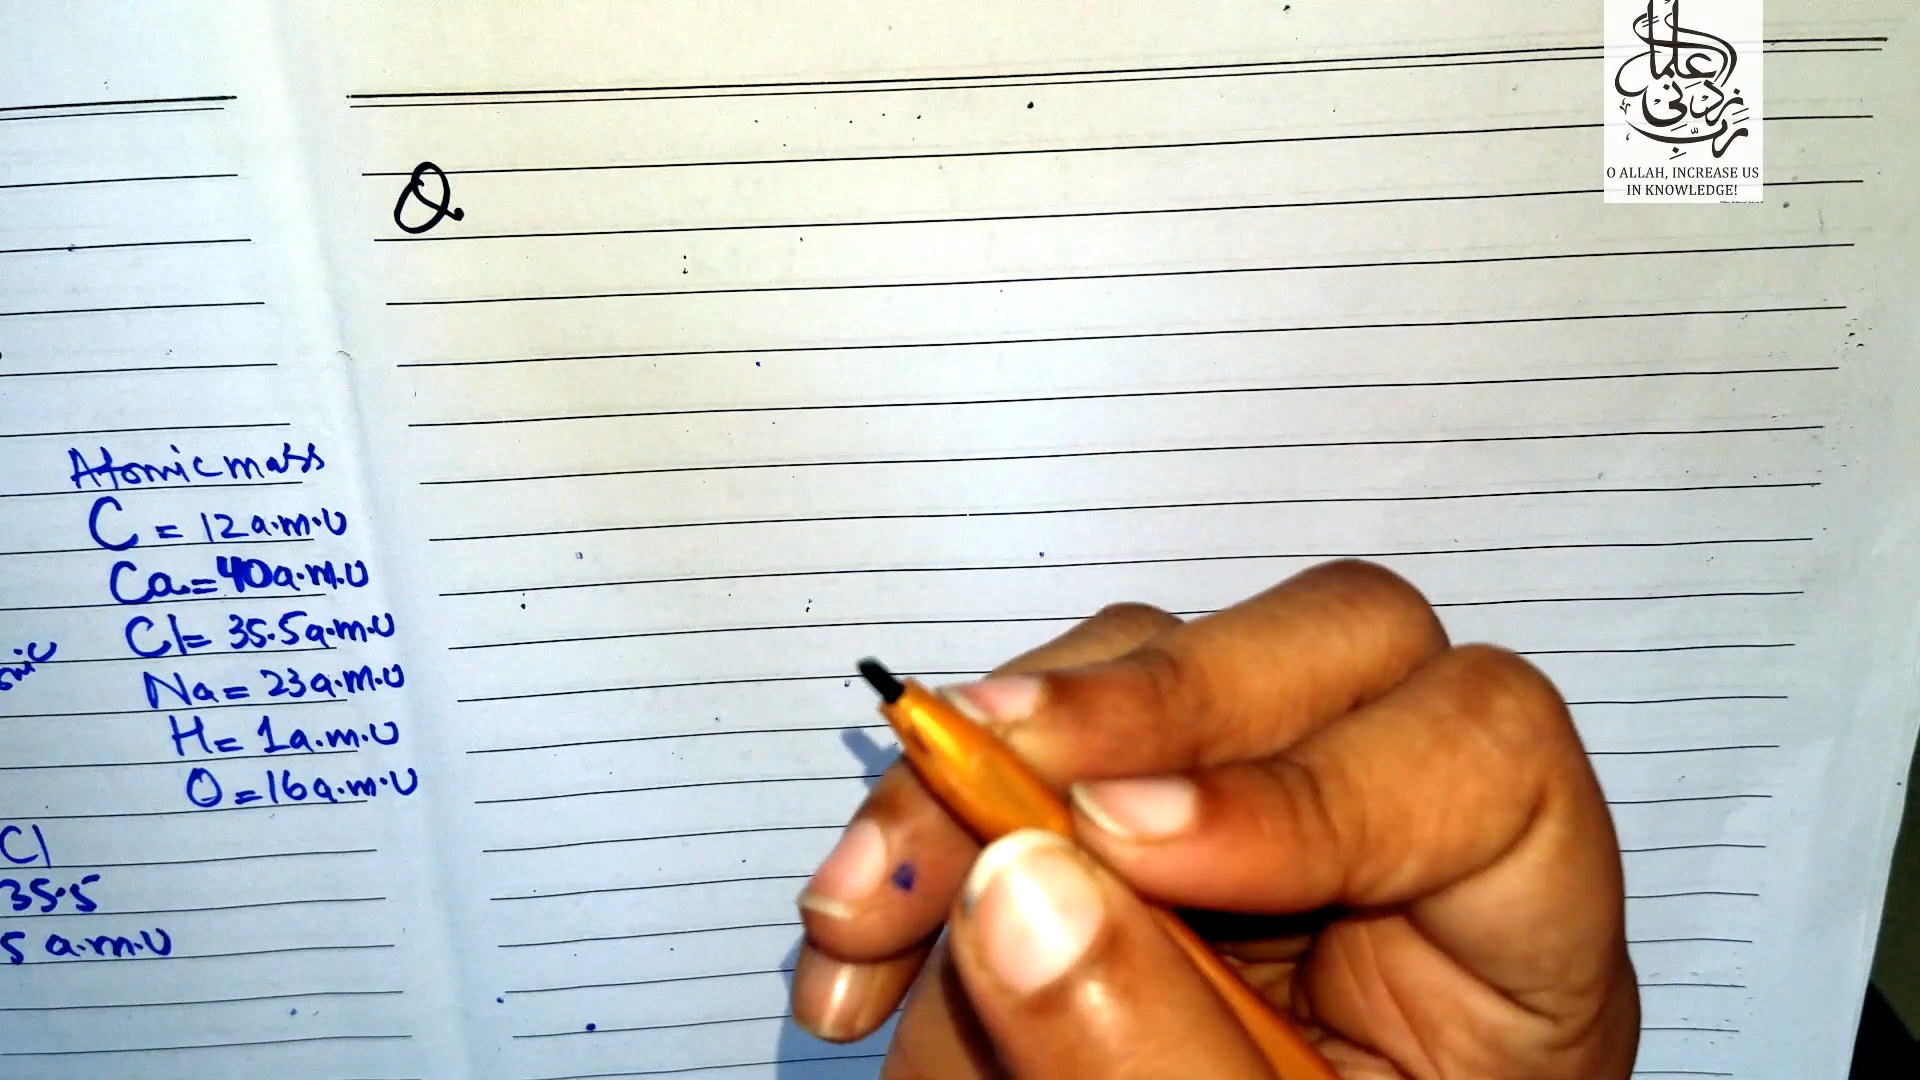 Q
Atomic mass
C = 12 a.m.u
Ca = 40 a.m.u
Cl = 35.5 a.m.u
Na = 23 a.m.u
H = 1 a.m.u
O = 16 a.m.u
Cl
35.5
5 a.m.u
رَبِّ زِدْنِي عِلْمًا
O ALLAH, INCREASE US
IN KNOWLEDGE!